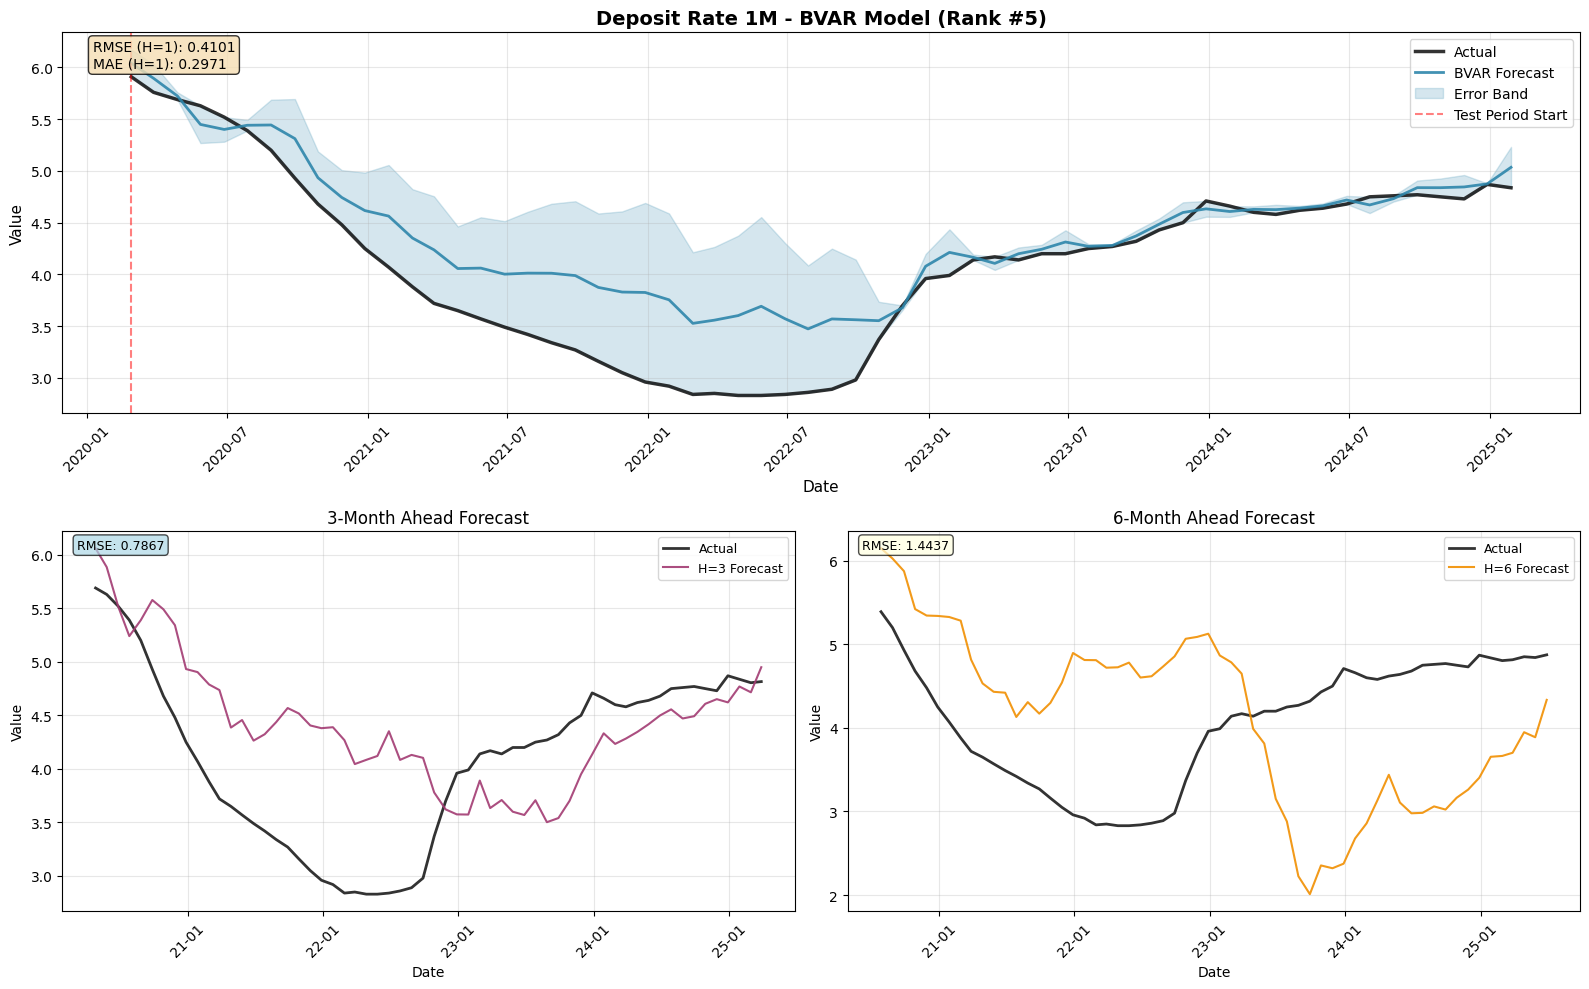 Deposit Rate 1M - BVAR Model (Rank #5)
RMSE (H=1): 0.4101
MAE (H=1): 0.2971
Actual
BVAR Forecast
Error Band
Test Period Start
Value
6.0
5.5
5.0
4.5
4.0
3.5
3.0
2020-01
2020-07
2021-01
2021-07
2022-01
2022-07
2023-01
2023-07
2024-01
2024-07
2025-01
Date
3-Month Ahead Forecast
RMSE: 0.7867
Actual
H=3 Forecast
Value
6.0
5.5
5.0
4.5
4.0
3.5
3.0
21-01
22-01
23-01
24-01
25-01
Date
6-Month Ahead Forecast
RMSE: 1.4437
Actual
H=6 Forecast
Value
6
5
4
3
2
21-01
22-01
23-01
24-01
25-01
Date